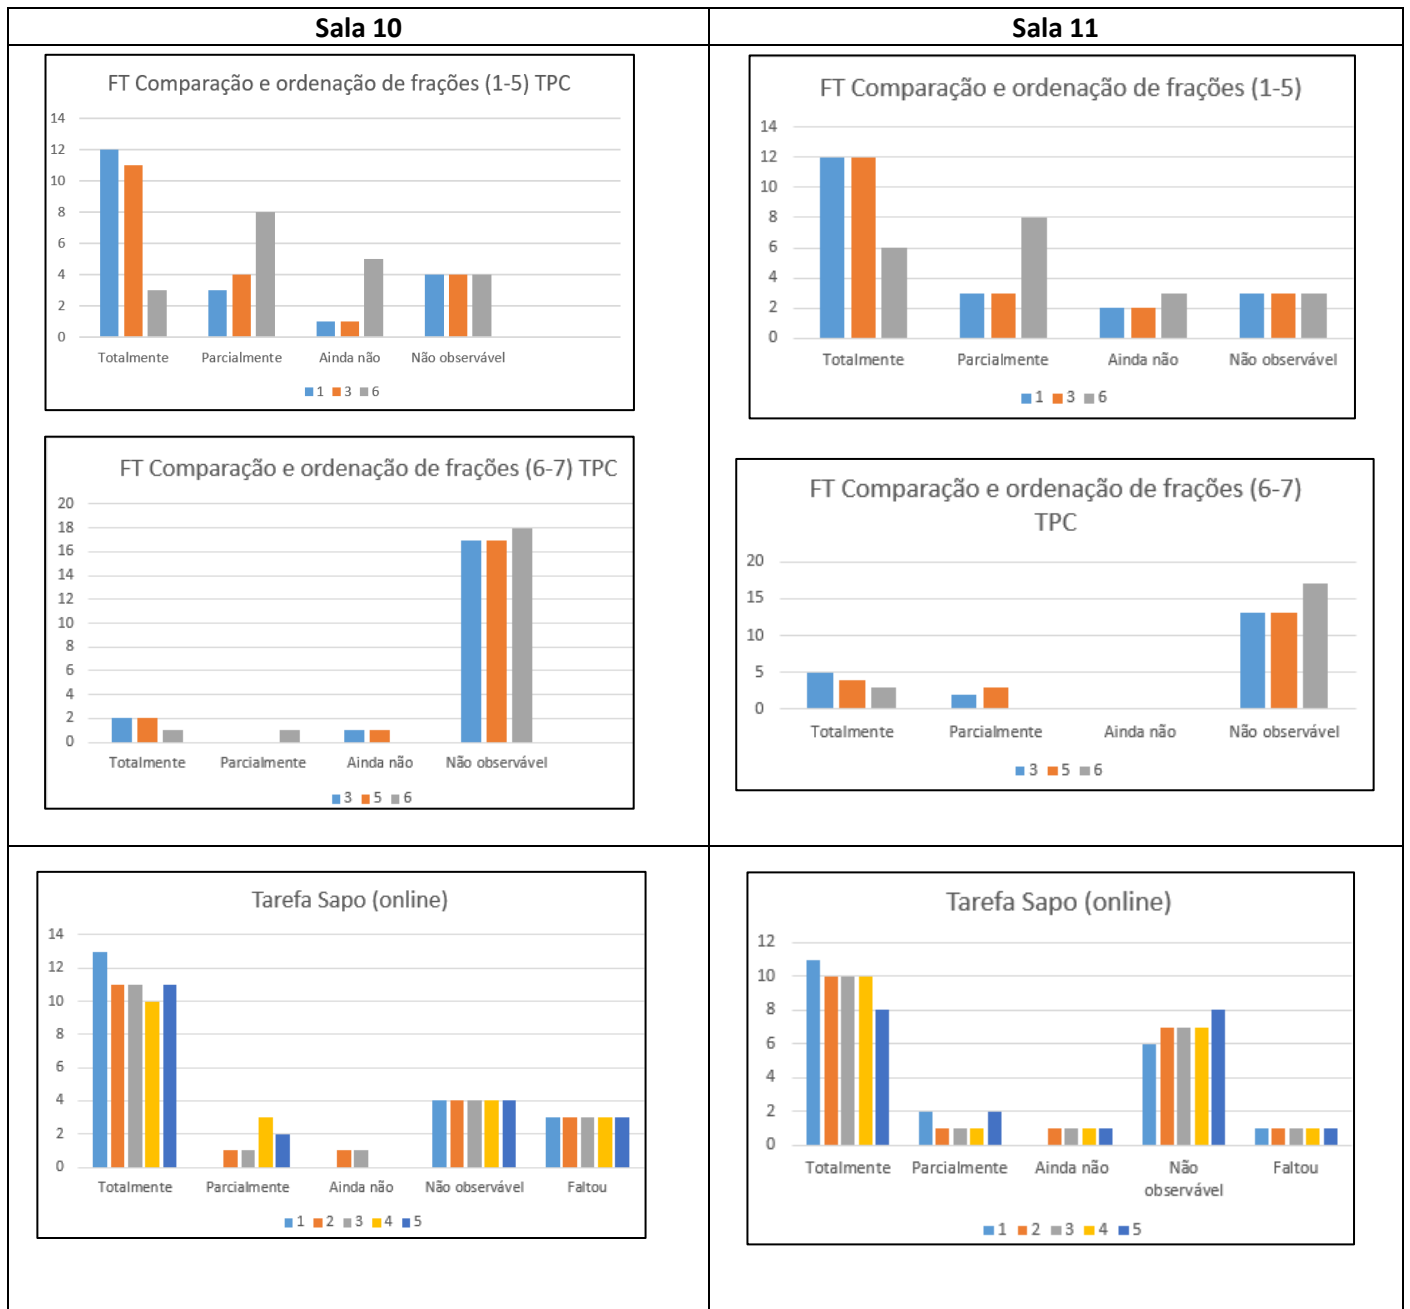 Sala 10
Sala 11
FT Comparação e ordenação de frações (1-5) TPC
14
12
10
8
6
4
2
0
Totalmente Parcialmente Ainda não Não observável
1 3 6
FT Comparação e ordenação de frações (1-5)
14
12
10
8
6
4
2
0
Totalmente Parcialmente Ainda não Não observável
1 3 6
FT Comparação e ordenação de frações (6-7) TPC
20
18
16
14
12
10
8
6
4
2
0
Totalmente Parcialmente Ainda não Não observável
3 5 6
FT Comparação e ordenação de frações (6-7)
TPC
20
15
10
5
0
Totalmente Parcialmente Ainda não Não observável
3 5 6
Tarefa Sapo (online)
14
12
10
8
6
4
2
0
Totalmente Parcialmente Ainda não Não observável Faltou
1 2 3 4 5
Tarefa Sapo (online)
12
10
8
6
4
2
0
Totalmente Parcialmente Ainda não Não Faltou
observável
1 2 3 4 5